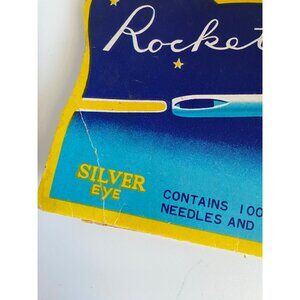 Rocket
SILVER
EYE
CONTAINS 100
NEEDLES AND